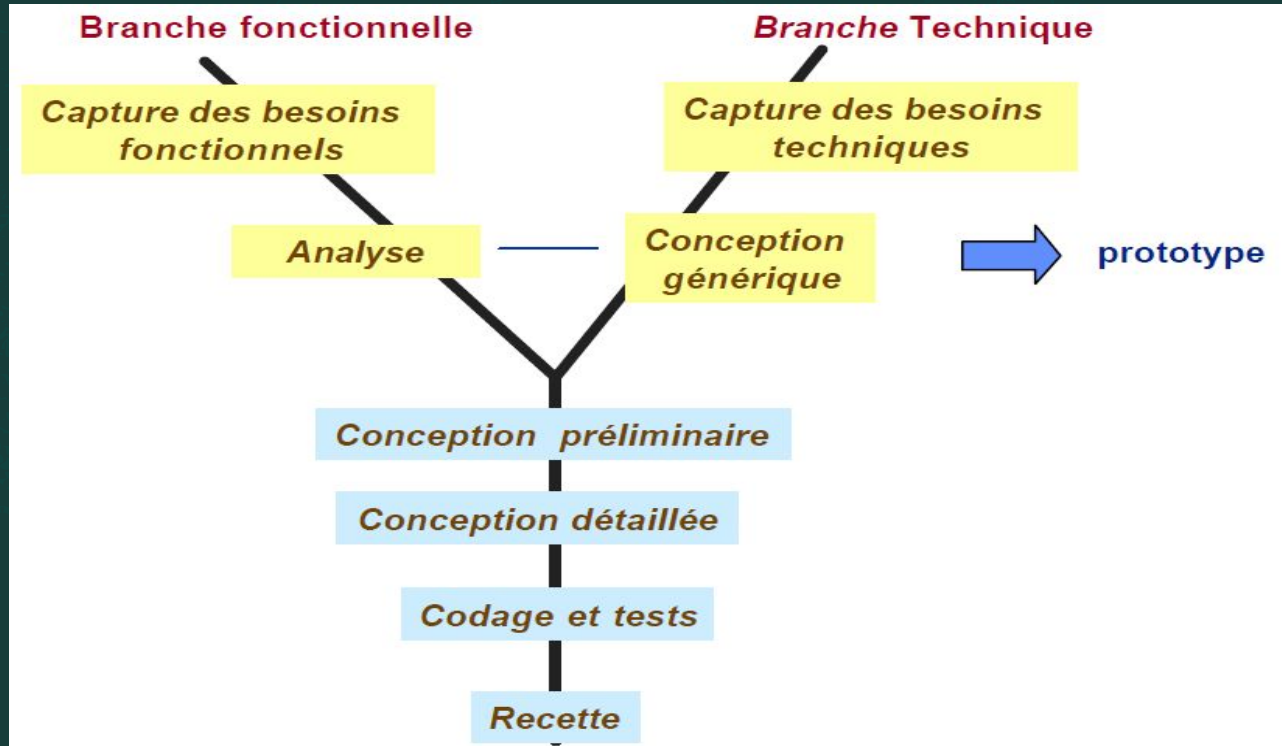 Branche fonctionnelle
Branche Technique
Capture des besoins
fonctionnels
Capture des besoins
techniques
Analyse
Conception
générique
prototype
Conception préliminaire
Conception détaillée
Codage et tests
Recette